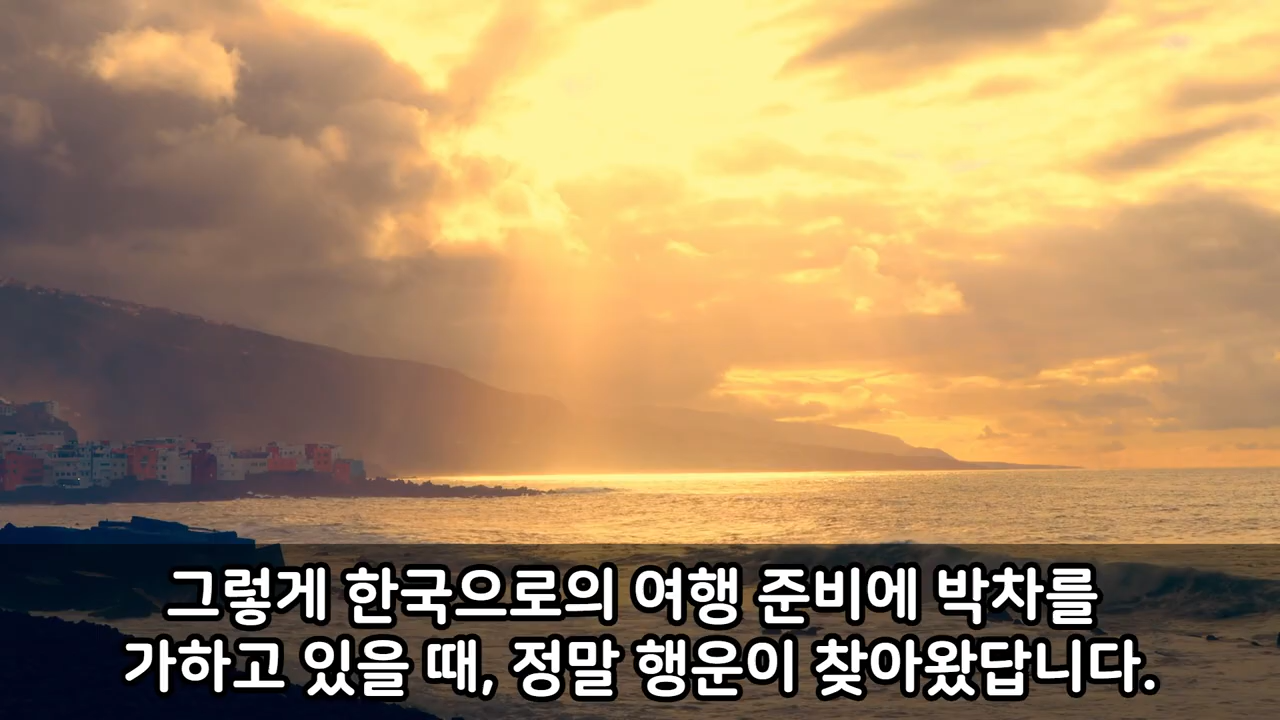 그렇게 한국으로의 여행 준비에 박차를
가하고 있을 때, 정말 행운이 찾아왔답니다.